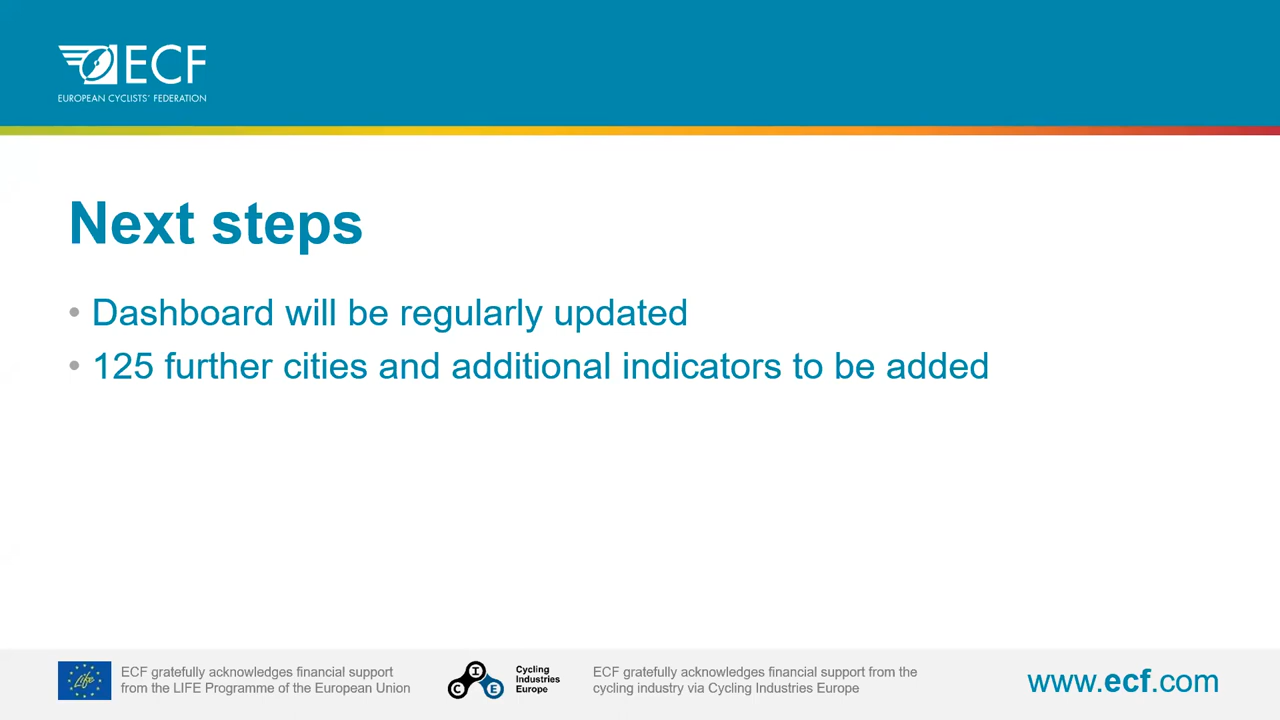 ECF
EUROPEAN CYCLISTS' FEDERATION
Next steps
• Dashboard will be regularly updated
• 125 further cities and additional indicators to be added
Life
ECF gratefully acknowledges financial support
from the LIFE Programme of the European Union
C I E
Cycling
Industries
Europe
ECF gratefully acknowledges financial support from the
cycling industry via Cycling Industries Europe
www.ecf.com